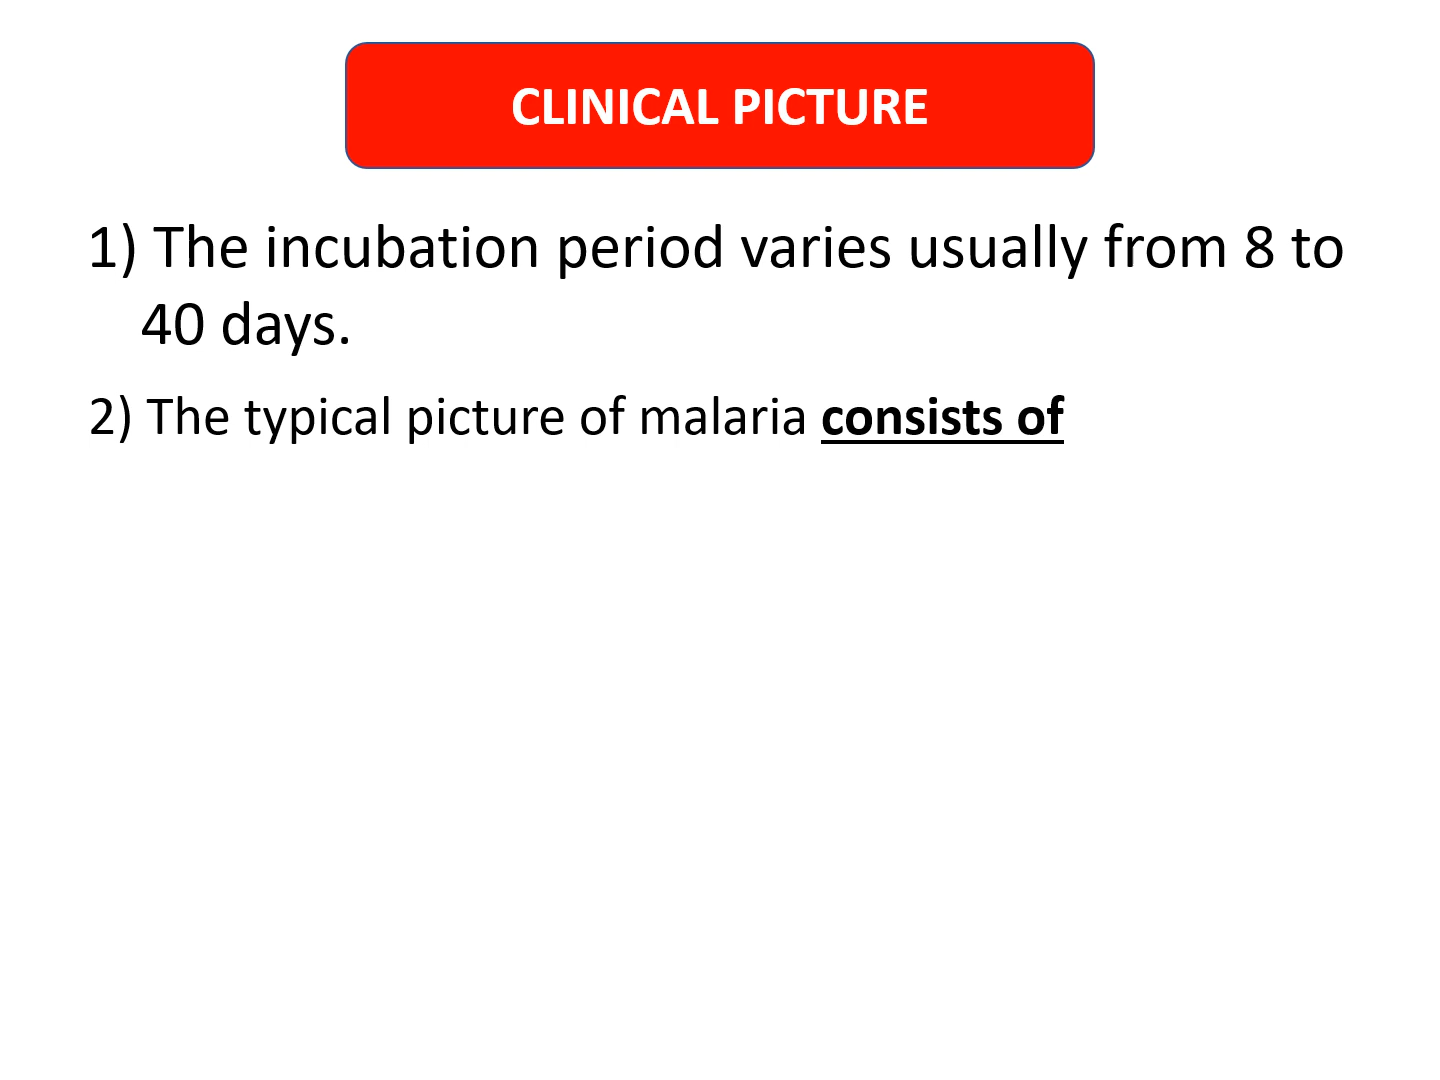 CLINICAL PICTURE
1) The incubation period varies usually from 8 to
40 days.
2) The typical picture of malaria consists of